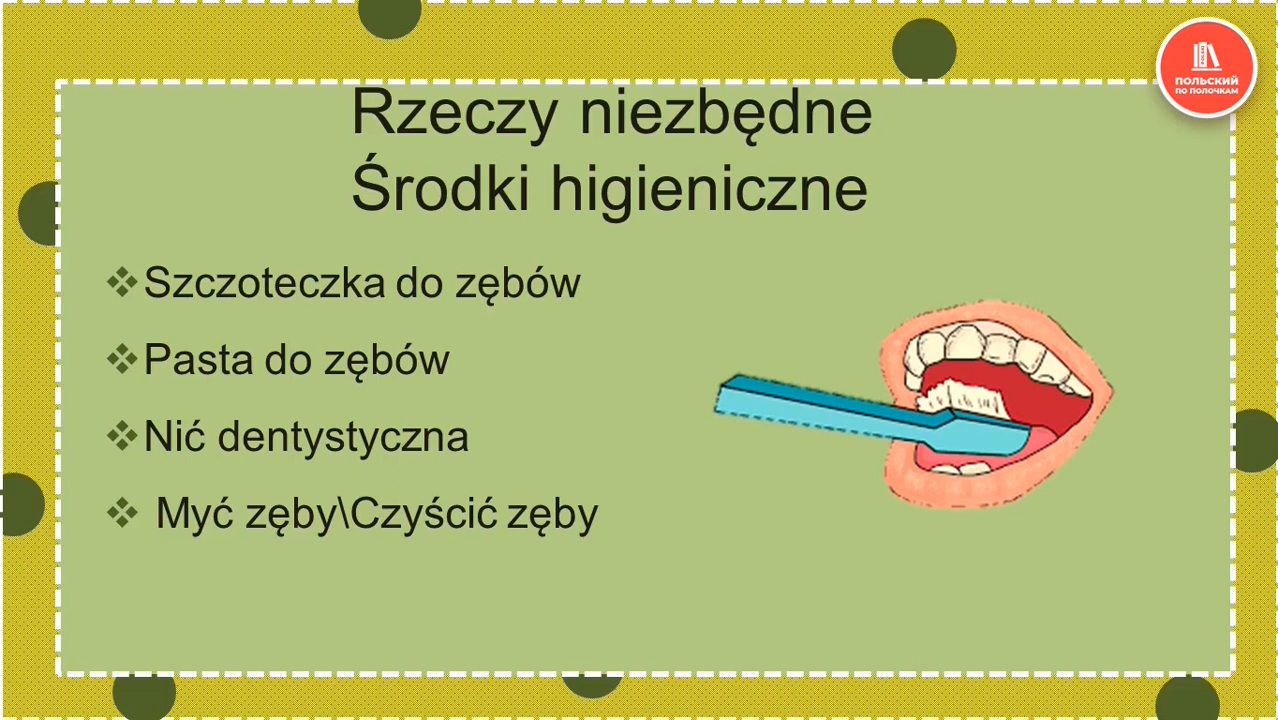 ПОЛЬСКИЙ
ПО ПОЛОЧКАМ
Rzeczy niezbędne
Środki higieniczne
Szczoteczka do zębów
Pasta do zębów
Nić dentystyczna
Myć zęby\Czyścić zęby